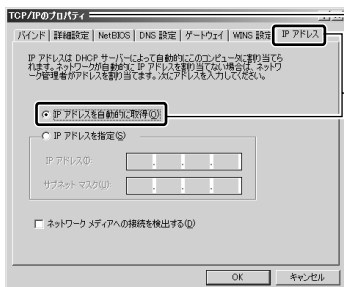 TCP/IPのプロパティ
バインド | 詳細設定 | NetBIOS | DNS 設定 | ゲートウェイ | WINS 設定 | IP アドレス
IP アドレスは DHCP サーバーによって自動的にこのコンピュータに割り当てら
れます。ネットワークが自動的に IP アドレスを割り当てない場合は、ネットワ
ーク管理者がアドレスを割り当てます。次にアドレスを入力してください。
IP アドレスを自動的に取得(O)
IP アドレスを指定(S)
IP アドレス(I):
サブネット マスク(U):
ネットワーク メディアへの接続を検出する(D)
OK キャンセル